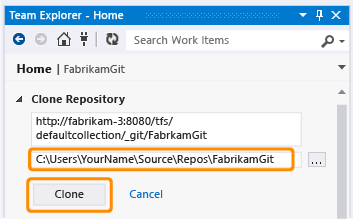 Team Explorer - Home
Search Work Items
Home | FabrikamGit
Clone Repository
http://fabrikam-3:8080/tfs/
defaultcollection/_git/FabrkamGit
C:\Users\YourName\Source\Repos\FabrikamGit
...
Clone Cancel